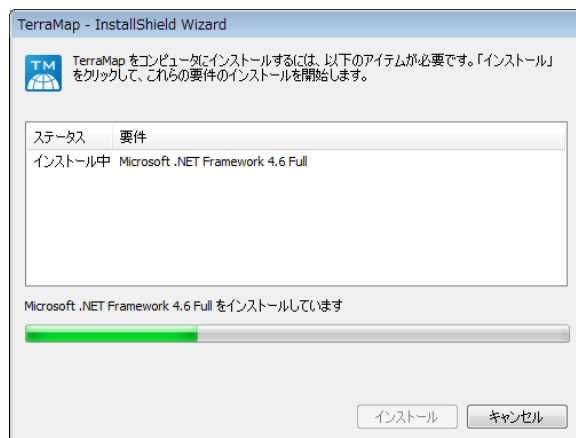 TerraMap - InstallShield Wizard
TM
TerraMap をコンピュータにインストールするには、以下のアイテムが必要です。「インストール」
をクリックして、これらの要件のインストールを開始します。
ステータス 要件
インストール中 Microsoft .NET Framework 4.6 Full
Microsoft .NET Framework 4.6 Full をインストールしています
インストール キャンセル